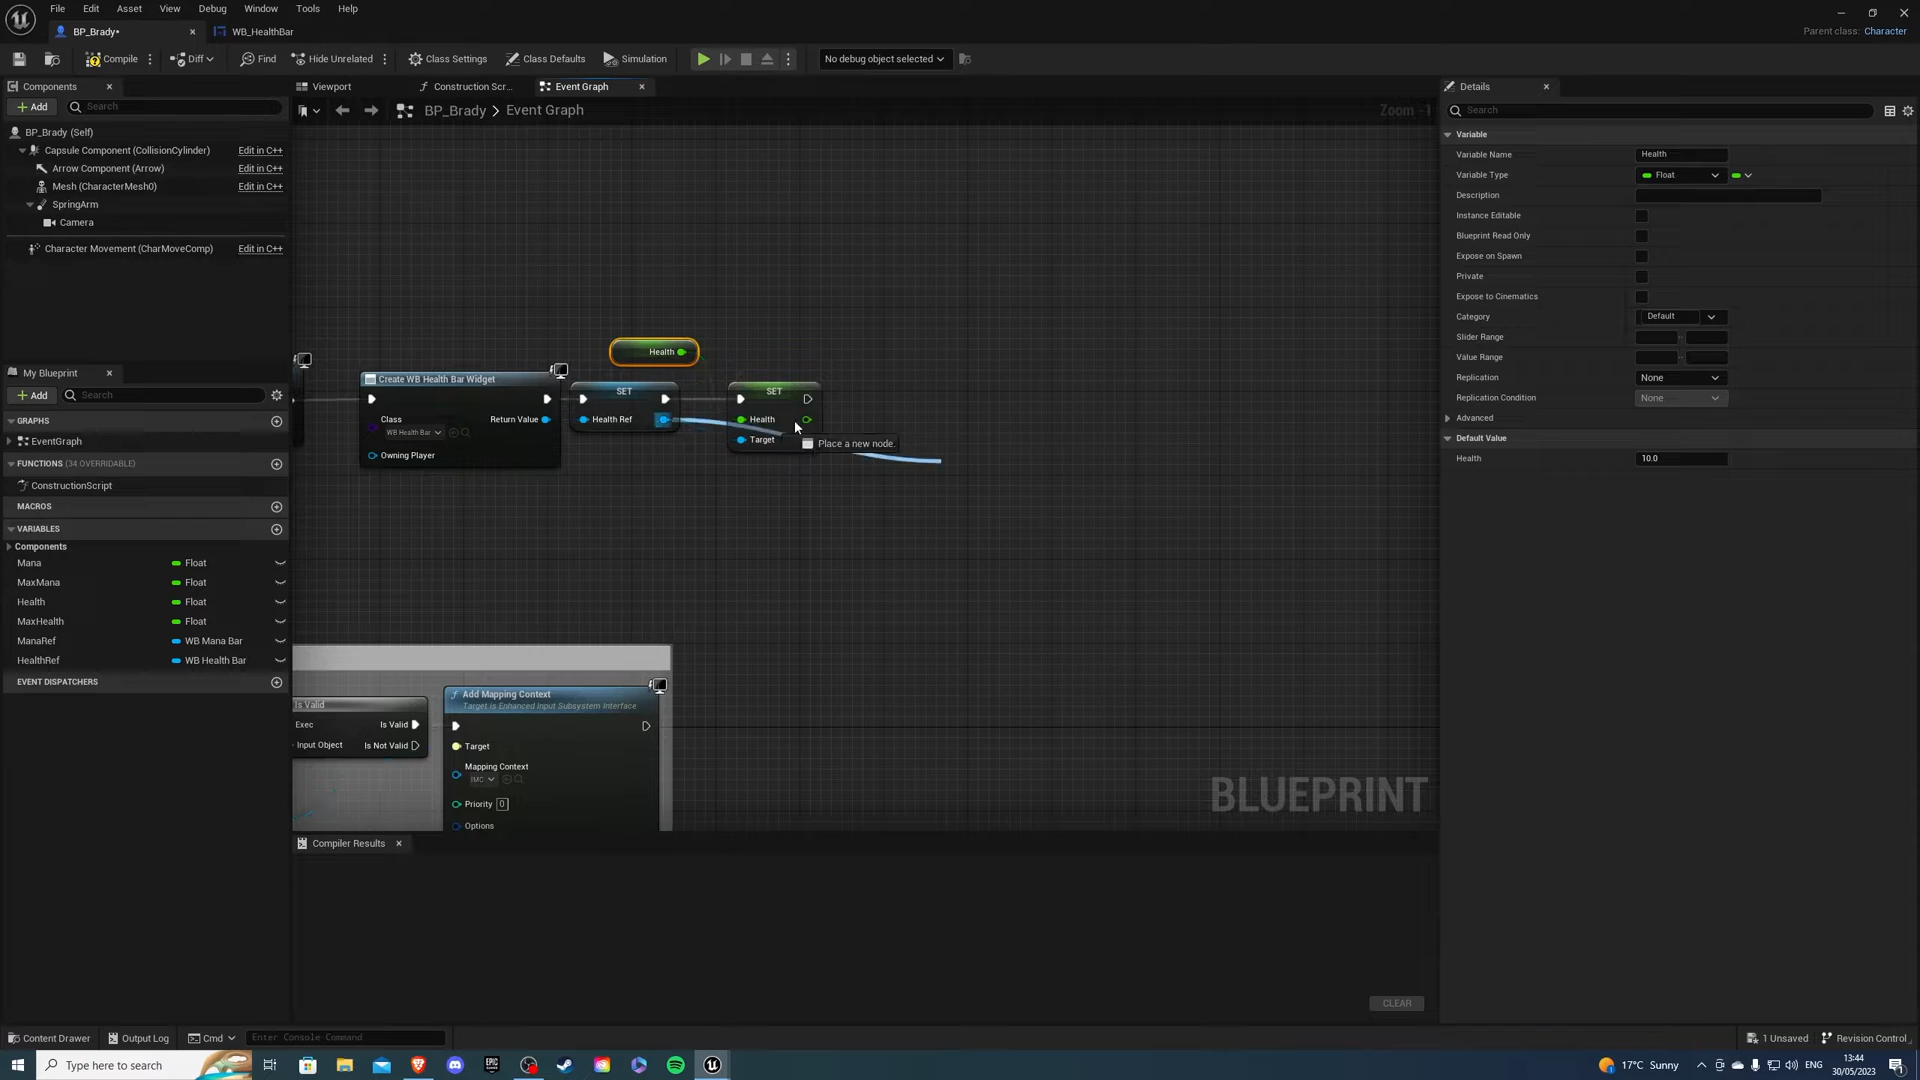 File Edit Asset View Debug Window Tools Help
BP_Brady•
WB_HealthBar
Parent class: Character
Compile
Diff
Find
Hide Unrelated
Class Settings
Class Defaults
Simulation
No debug object selected
Components
Viewport
Construction Scr...
Event Graph
Details
Add
Search
BP_Brady > Event Graph
Zoom -1
Search
BP_Brady (Self)
Variable
Capsule Component (CollisionCylinder) Edit in C++
Variable Name Health
Arrow Component (Arrow) Edit in C++
Variable Type Float
Mesh (CharacterMesh0) Edit in C++
Description
SpringArm
Instance Editable
Camera
Blueprint Read Only
Character Movement (CharMoveComp) Edit in C++
Expose on Spawn
Private
Expose to Cinematics
Category Default
Slider Range
Value Range
Replication None
Replication Condition None
Advanced
Default Value
Health 10.0
Health
Create WB Health Bar Widget
Class
WB Health Bar
Return Value
Owning Player
SET
Health Ref
SET
Health
Target
Place a new node.
My Blueprint
Add
Search
GRAPHS
EventGraph
FUNCTIONS (34 OVERRIDABLE)
ConstructionScript
MACROS
VARIABLES
Components
Mana Float
MaxMana Float
Health Float
MaxHealth Float
ManaRef WB Mana Bar
HealthRef WB Health Bar
EVENT DISPATCHERS
Is Valid
Exec Is Valid
Input Object Is Not Valid
Add Mapping Context
Target is Enhanced Input Subsystem Interface
Target
Mapping Context
IMC
Priority 0
Options
BLUEPRINT
Compiler Results
CLEAR
Content Drawer
Output Log
Cmd
Enter Console Command
1 Unsaved
Revision Control
Type here to search
EPIC
17°C Sunny
ENG
13:44
30/05/2023